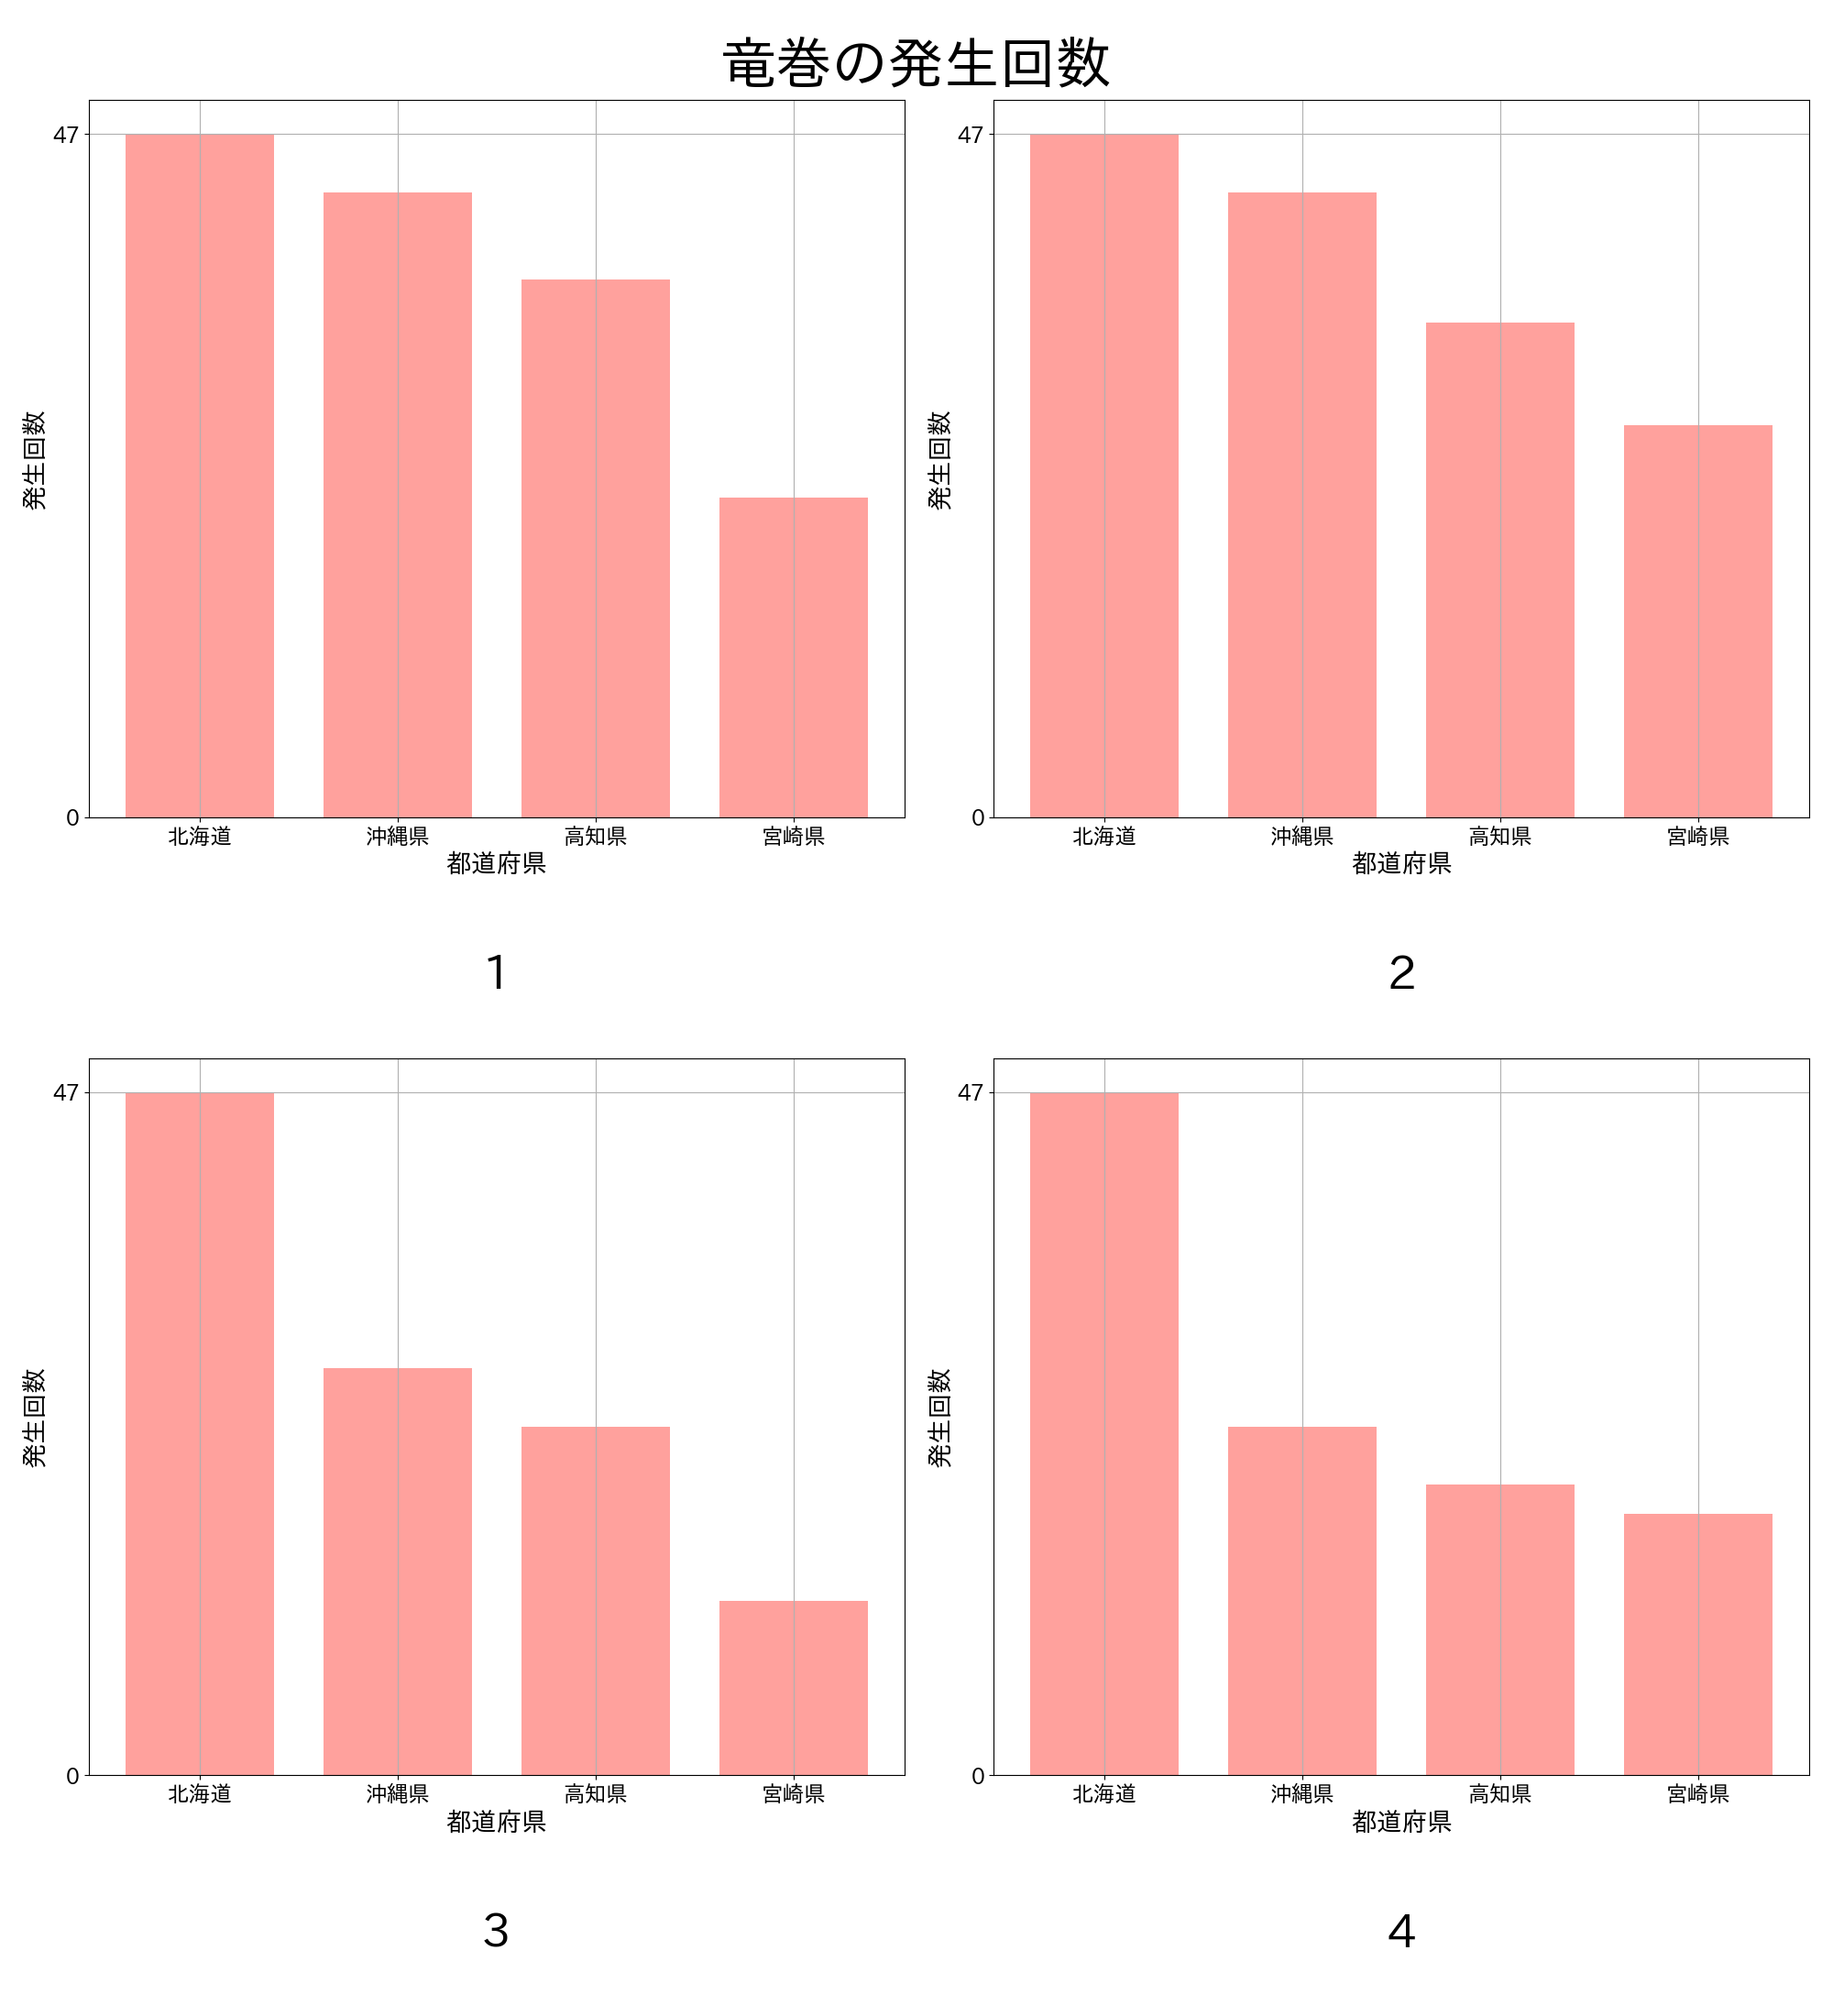 竜巻の発生回数
47
0
発生回数
北海道 沖縄県 高知県 宮崎県
都道府県
1
47
0
発生回数
北海道 沖縄県 高知県 宮崎県
都道府県
2
47
0
発生回数
北海道 沖縄県 高知県 宮崎県
都道府県
3
47
0
発生回数
北海道 沖縄県 高知県 宮崎県
都道府県
4